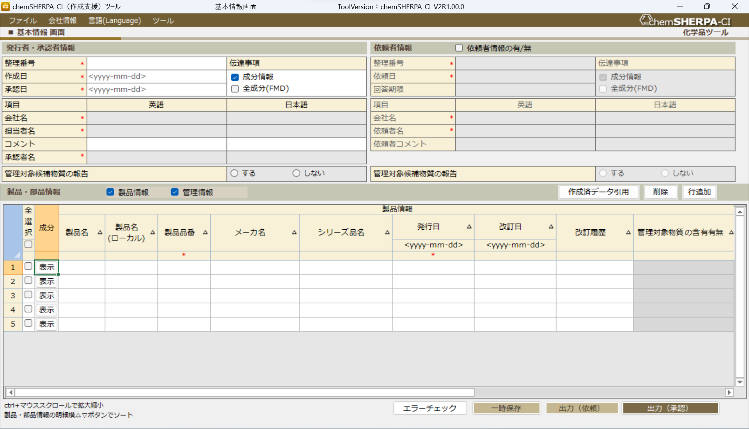 chemSHERPA-CI（作成支援）ツール 基本情報画面 ToolVersion：chemSHERPA CI V2R1.00.0
ファイル 会社情報 言語(Language) ツール chemSHERPA-CI
■ 基本情報 画面 化学品ツール
発行者・承認者情報 依頼者情報 依頼者情報の有/無
整理番号 * 伝達事項 整理番号 * 伝達事項
作成日 * <yyyy-mm-dd> 成分情報 依頼日 * 成分情報
承認日 * <yyyy-mm-dd> 全成分(FMD) 回答期限 全成分(FMD)
項目 英語 日本語 項目 英語 日本語
会社名 * 会社名 *
担当者名 * 依頼者名 *
コメント 依頼者コメント
承認者名 *
管理対象候補物質の報告 する しない 管理対象候補物質の報告 する しない
製品・部品情報 製品情報 管理情報 作成済データ引用 削除 行追加
製品情報
全選択 成分 製品名 △ 製品名(ローカル) △ 製品品番 △ メーカ名 △ シリーズ品名 △ 発行日 △ 改訂日 △ 改訂履歴 △ 管理対象物質の含有有無 △
<yyyy-mm-dd> <yyyy-mm-dd>
* *
1 表示
2 表示
3 表示
4 表示
5 表示
ctrl+マウススクロールで拡大縮小
製品・部品情報の明細欄△▽ボタンでソート
エラーチェック 一時保存 出力（依頼） 出力（承認）